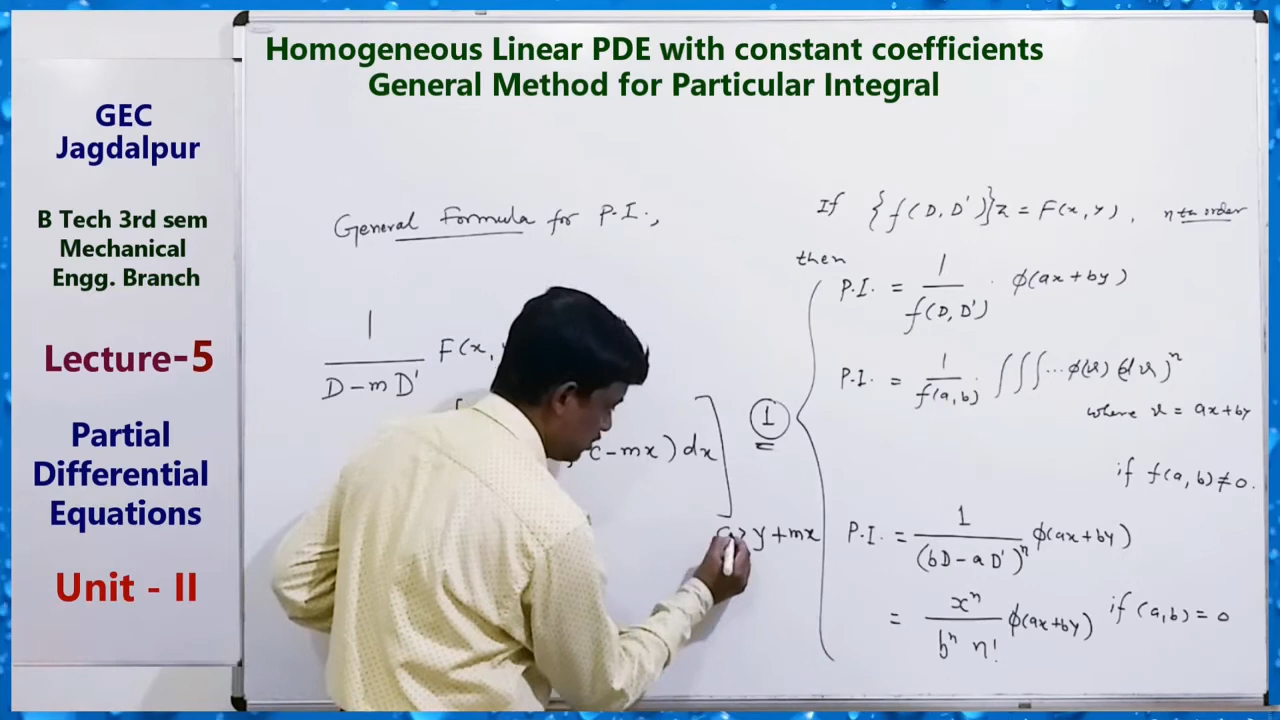 Homogeneous Linear PDE with constant coefficients
General Method for Particular Integral
GEC
Jagdalpur
B Tech 3rd sem
Mechanical
Engg. Branch
Lecture-5
Partial
Differential
Equations
Unit - II
General Formula for P.I.,
1
D-mD' F(x,
c-mx)dx]
y+mx
1
If {f(D,D')}z = F(x,y), nth order
then
P.I. = 1/f(D,D') . φ(ax+by)
P.I. = 1/f(a,b) ∫∫∫...φ(v)(dv)^n
where v = ax+by
if f(a,b)≠0.
P.I. = 1/(bD-aD')^n φ(ax+by)
= x^n/(b^n n!) φ(ax+by) if (a,b) = 0